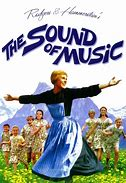 Rodgers & Hammerstein's
THE SOUND
OF MUSIC